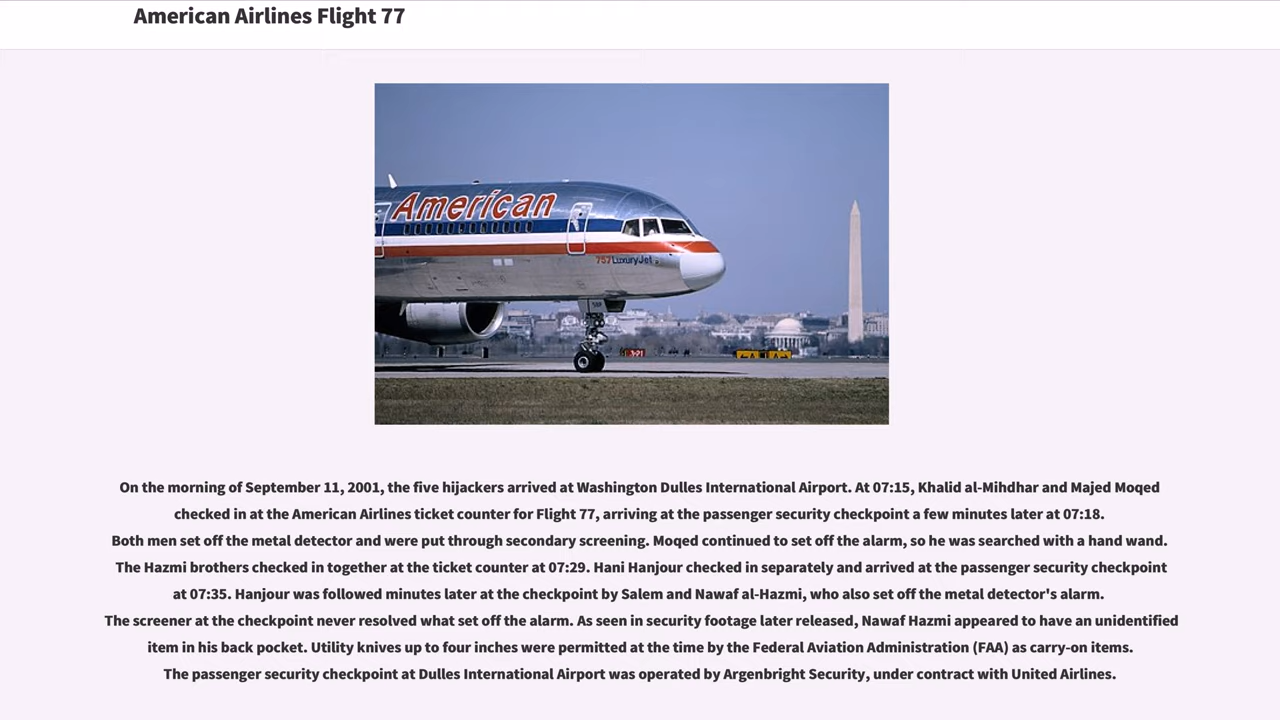 American Airlines Flight 77
American
757LuxuryJet
3-21
On the morning of September 11, 2001, the five hijackers arrived at Washington Dulles International Airport. At 07:15, Khalid al-Mihdhar and Majed Moqed
checked in at the American Airlines ticket counter for Flight 77, arriving at the passenger security checkpoint a few minutes later at 07:18.
Both men set off the metal detector and were put through secondary screening. Moqed continued to set off the alarm, so he was searched with a hand wand.
The Hazmi brothers checked in together at the ticket counter at 07:29. Hani Hanjour checked in separately and arrived at the passenger security checkpoint
at 07:35. Hanjour was followed minutes later at the checkpoint by Salem and Nawaf al-Hazmi, who also set off the metal detector's alarm.
The screener at the checkpoint never resolved what set off the alarm. As seen in security footage later released, Nawaf Hazmi appeared to have an unidentified
item in his back pocket. Utility knives up to four inches were permitted at the time by the Federal Aviation Administration (FAA) as carry-on items.
The passenger security checkpoint at Dulles International Airport was operated by Argenbright Security, under contract with United Airlines.